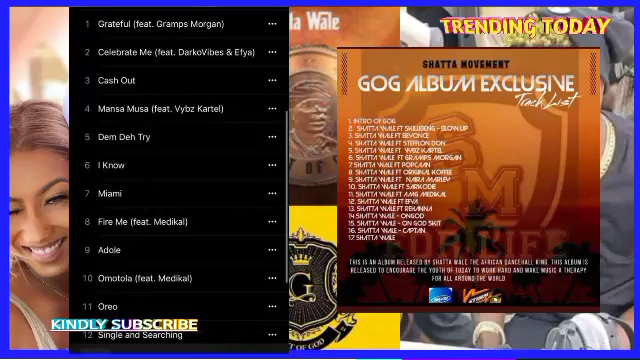 TRENDING TODAY
ta Wale
1 Grateful (feat. Gramps Morgan)
2 Celebrate Me (feat. DarkoVibes & Efya)
3 Cash Out
4 Mansa Musa (feat. Vybz Kartel)
5 Dem Deh Try
6 I Know
7 Miami
8 Fire Me (feat. Medikal)
9 Adole
10 Omotola (feat. Medikal)
11 Oreo
12 Single and Searching
KINDLY SUBSCRIBE
SHATTA MOVEMENT
GOG ALBUM EXCLUSIVE
Track List
1. INTRO OF GOG
2. SHATTA WALE FT SKILLIBENG - BLOW UP
3. SHATTA WALE FT BEYONCE
4. SHATTA WALE FT STEFFLON DON
5. SHATTA WALE FT VYBZ KARTEL
6. SHATTA WALE FT GRAMPS MORGAN
7. SHATTA WALE FT POPCAAN
8. SHATTA WALE FT ORIGINAL KOFFEE
9. SHATTA WALE FT NAIRA MARLEY
10. SHATTA WALE FT SARKODIE
11. SHATTA WALE FT AMG MEDIKAL
12. SHATTA WALE FT EFYA
13. SHATTA WALE FT REHANNA
14. SHATTA WALE - ONGOD
15. SHATTA WALE - ON GOD SKIT
16. SHATTA WALE - CAPTAN
17. SHATTA WALE
THIS IS AN ALBUM RELEASED BY SHATTA WALE THE AFRICAN DANCEHALL KING, THIS ALBUM IS
RELEASED TO ENCOURAGE THE YOUTH OF TODAY TO WORK HARD AND MAKE MUSIC A THERAPY
FOR ALL AROUND THE WORLD